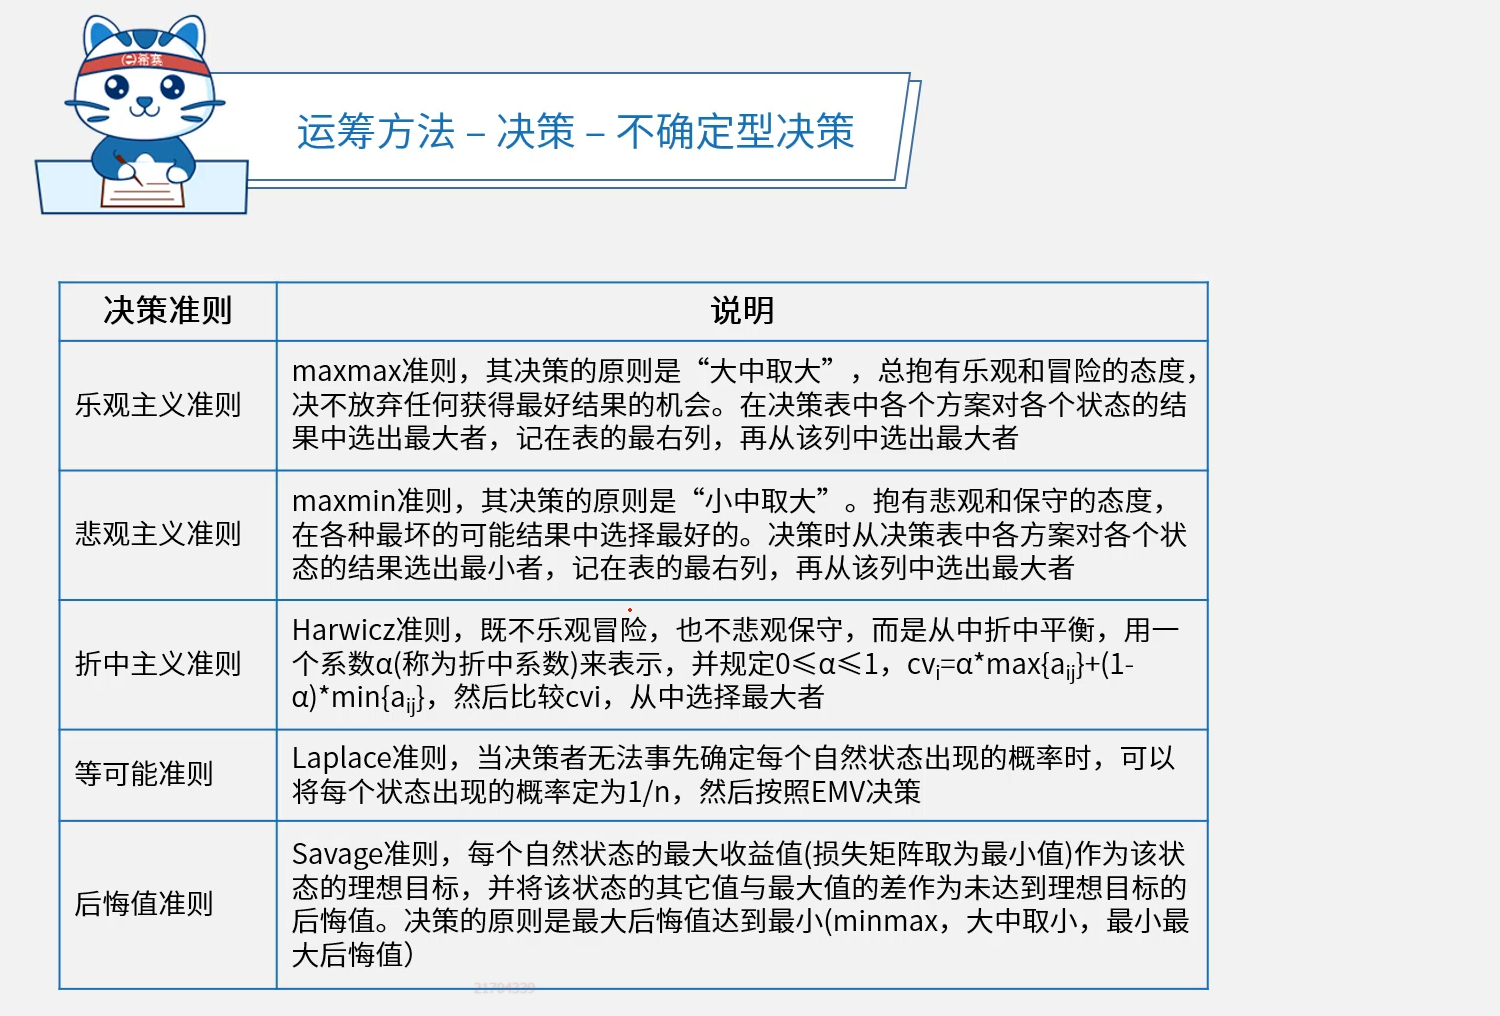 希赛
运筹方法 – 决策 – 不确定型决策
决策准则
说明
乐观主义准则
maxmax准则，其决策的原则是“大中取大”，总抱有乐观和冒险的态度，
决不放弃任何获得最好结果的机会。在决策表中各个方案对各个状态的结
果中选出最大者，记在表的最右列，再从该列中选出最大者
悲观主义准则
maxmin准则，其决策的原则是“小中取大”。抱有悲观和保守的态度，
在各种最坏的可能结果中选择最好的。决策时从决策表中各方案对各个状
态的结果选出最小者，记在表的最右列，再从该列中选出最大者
折中主义准则
Harwicz准则，既不乐观冒险，也不悲观保守，而是从中折中平衡，用一
个系数α(称为折中系数)来表示，并规定0≤α≤1，cvi=α*max{aij}+(1-
α)*min{aij}，然后比较cvi，从中选择最大者
等可能准则
Laplace准则，当决策者无法事先确定每个自然状态出现的概率时，可以
将每个状态出现的概率定为1/n，然后按照EMV决策
后悔值准则
Savage准则，每个自然状态的最大收益值(损失矩阵取为最小值)作为该状
态的理想目标，并将该状态的其它值与最大值的差作为未达到理想目标的
后悔值。决策的原则是最大后悔值达到最小(minmax，大中取小，最小最
大后悔值）
21704339